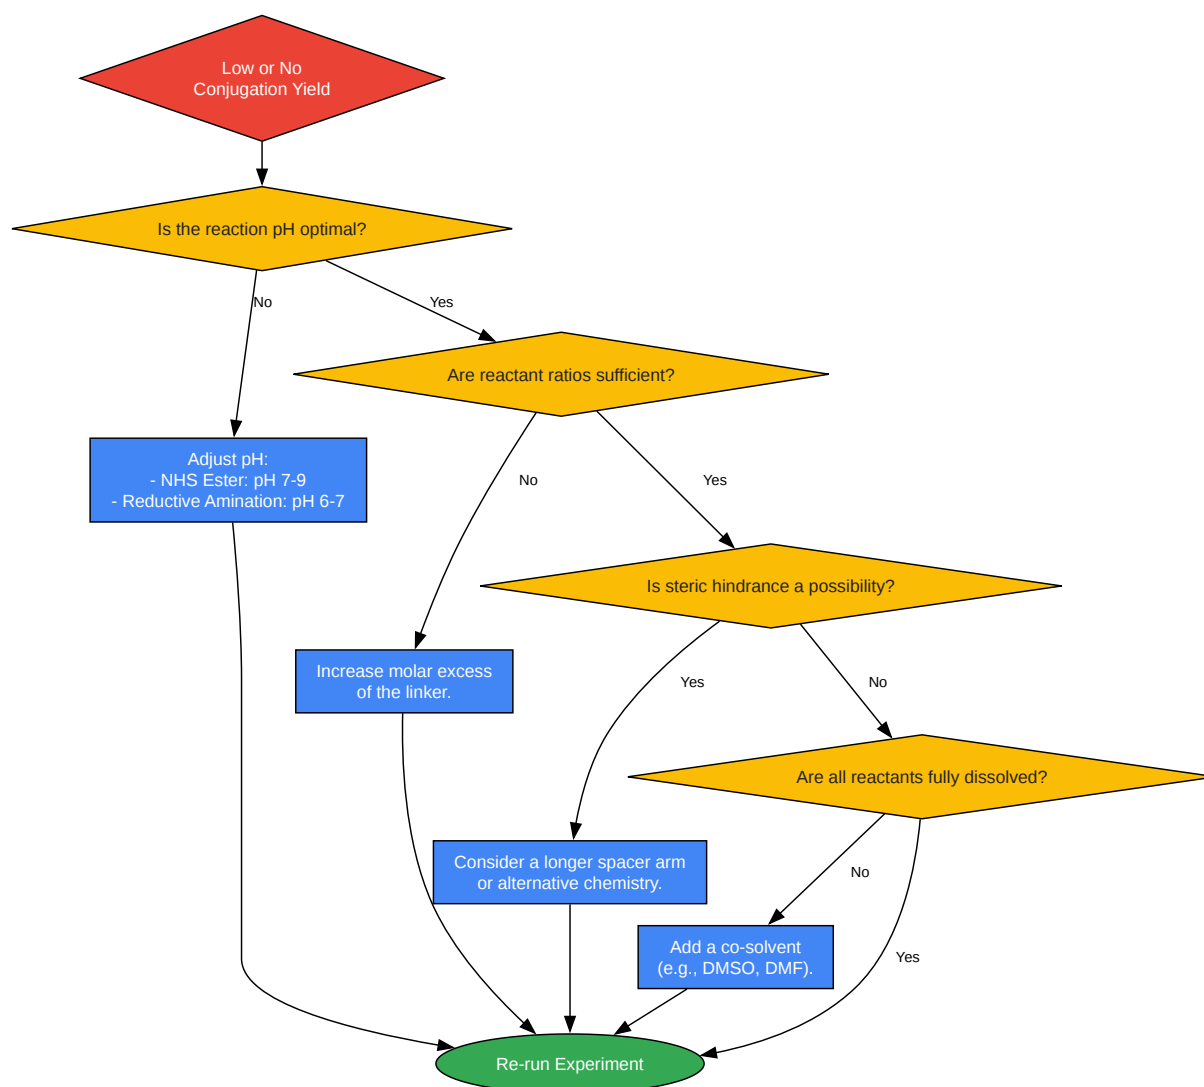 Low or No
Conjugation Yield
Is the reaction pH optimal?
No
Yes
Are reactant ratios sufficient?
Adjust pH:
- NHS Ester: pH 7-9
- Reductive Amination: pH 6-7
No
Yes
Is steric hindrance a possibility?
Increase molar excess
of the linker.
Yes
No
Are all reactants fully dissolved?
Consider a longer spacer arm
or alternative chemistry.
No
Add a co-solvent
(e.g., DMSO, DMF).
Yes
Re-run Experiment